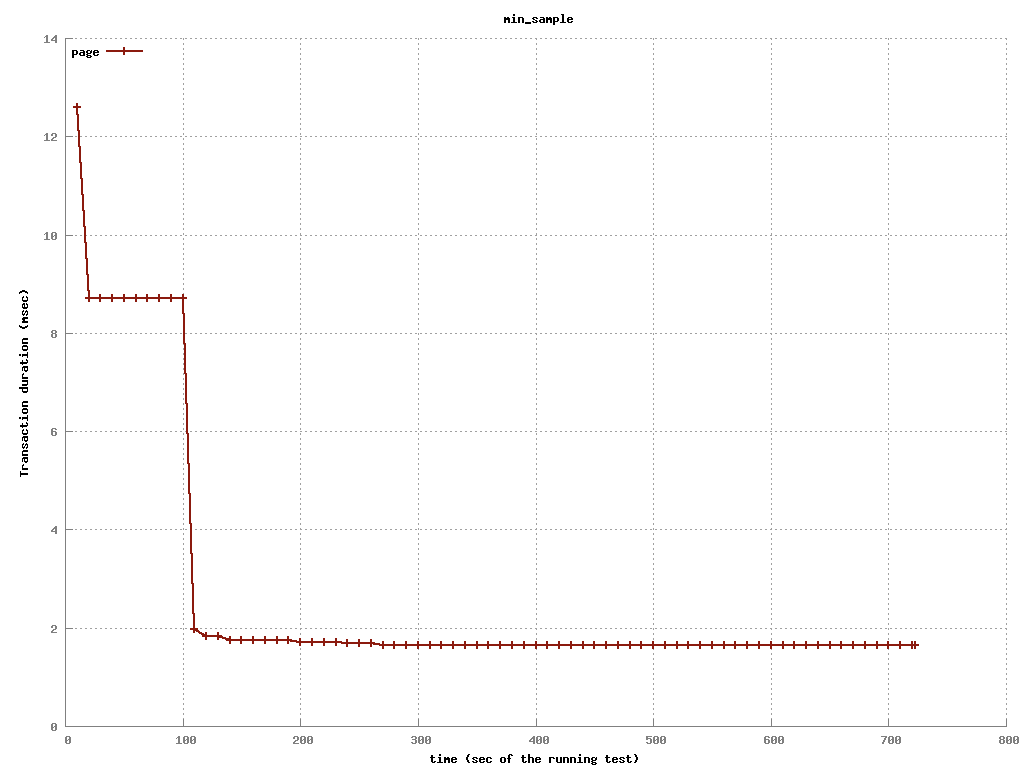 min_sample
14
page
12
10
8
6
4
2
0
Transaction duration (msec)
0 100 200 300 400 500 600 700 800
time (sec of the running test)